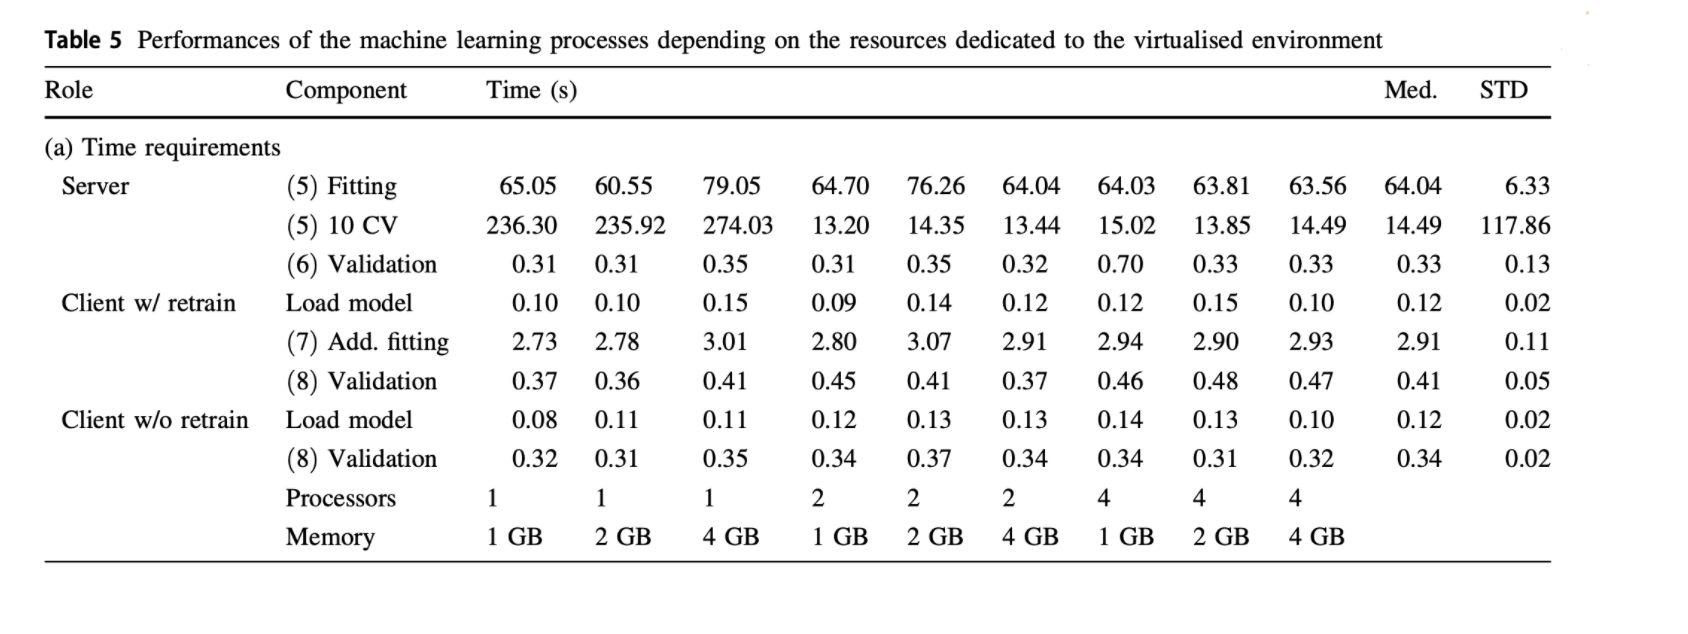 Table 5 Performances of the machine learning processes depending on the resources dedicated to the virtualised environment
Role Component Time (s) Med. STD
(a) Time requirements
Server (5) Fitting 65.05 60.55 79.05 64.70 76.26 64.04 64.03 63.81 63.56 64.04 6.33
(5) 10 CV 236.30 235.92 274.03 13.20 14.35 13.44 15.02 13.85 14.49 14.49 117.86
(6) Validation 0.31 0.31 0.35 0.31 0.35 0.32 0.70 0.33 0.33 0.33 0.13
Client w/ retrain Load model 0.10 0.10 0.15 0.09 0.14 0.12 0.12 0.15 0.10 0.12 0.02
(7) Add. fitting 2.73 2.78 3.01 2.80 3.07 2.91 2.94 2.90 2.93 2.91 0.11
(8) Validation 0.37 0.36 0.41 0.45 0.41 0.37 0.46 0.48 0.47 0.41 0.05
Client w/o retrain Load model 0.08 0.11 0.11 0.12 0.13 0.13 0.14 0.13 0.10 0.12 0.02
(8) Validation 0.32 0.31 0.35 0.34 0.37 0.34 0.34 0.31 0.32 0.34 0.02
Processors 1 1 1 2 2 2 4 4 4
Memory 1 GB 2 GB 4 GB 1 GB 2 GB 4 GB 1 GB 2 GB 4 GB